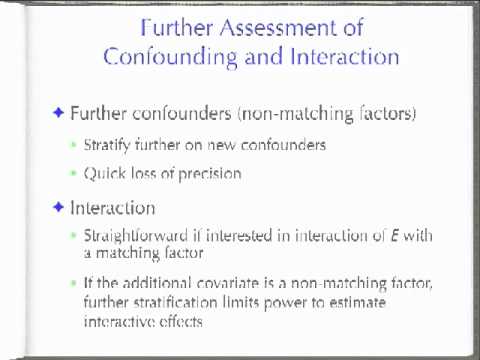 Further Assessment of
Confounding and Interaction
Further confounders (non-matching factors)
Stratify further on new confounders
Quick loss of precision
Interaction
Straightforward if interested in interaction of E with
a matching factor
If the additional covariate is a non-matching factor,
further stratification limits power to estimate
interactive effects